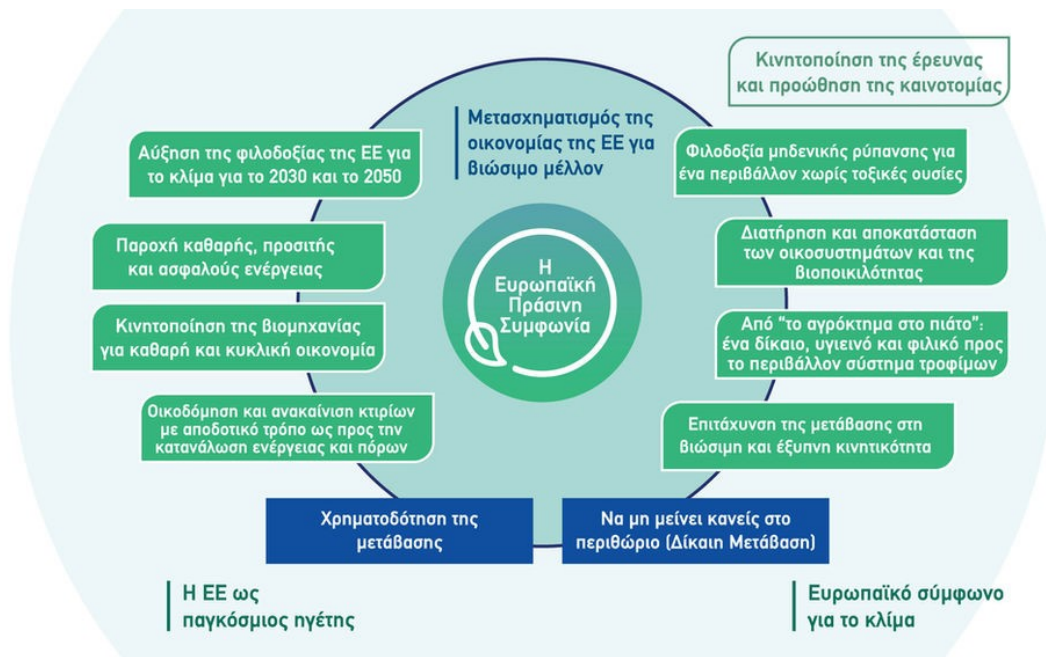 Κινητοποίηση της έρευνας
και προώθηση της καινοτομίας
Μετασχηματισμός της
οικονομίας της ΕΕ για
βιώσιμο μέλλον
Αύξηση της φιλοδοξίας της ΕΕ για
το κλίμα για το 2030 και το 2050
Φιλοδοξία μηδενικής ρύπανσης για
ένα περιβάλλον χωρίς τοξικές ουσίες
Παροχή καθαρής, προσιτής
και ασφαλούς ενέργειας
Διατήρηση και αποκατάσταση
των οικοσυστημάτων και της
βιοποικιλότητας
Η
Ευρωπαϊκή
Πράσινη
Συμφωνία
Κινητοποίηση της βιομηχανίας
για καθαρή και κυκλική οικονομία
Από “το αγρόκτημα στο πιάτο”:
ένα δίκαιο, υγιεινό και φιλικό προς
το περιβάλλον σύστημα τροφίμων
Οικοδόμηση και ανακαίνιση κτιρίων
με αποδοτικό τρόπο ως προς την
κατανάλωση ενέργειας και πόρων
Επιτάχυνση της μετάβασης στη
βιώσιμη και έξυπνη κινητικότητα
Χρηματοδότηση της
μετάβασης
Να μη μείνει κανείς στο
περιθώριο (Δίκαιη Μετάβαση)
Η ΕΕ ως
παγκόσμιος ηγέτης
Ευρωπαϊκό σύμφωνο
για το κλίμα